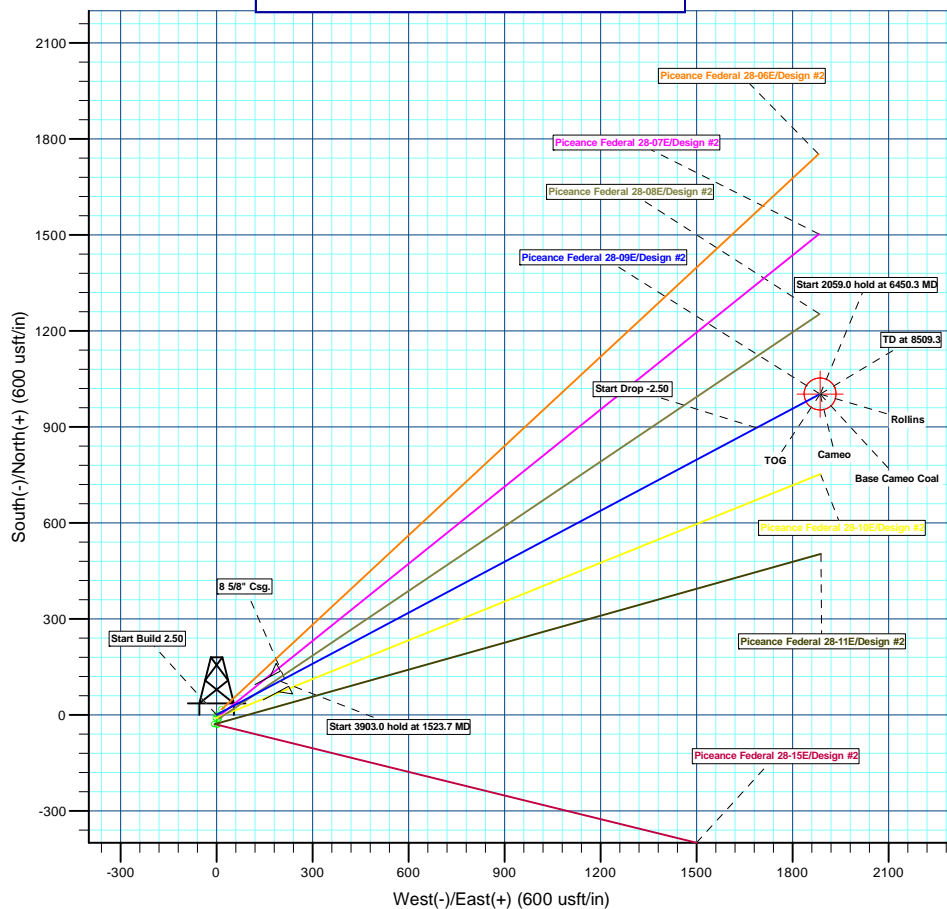 2100
1800
1500
1200
900
600
300
0
-300
South(-)/North(+) (600 usft/in)
Piceance Federal 28-06E/Design #2
Piceance Federal 28-07E/Design #2
Piceance Federal 28-08E/Design #2
Piceance Federal 28-09E/Design #2
Start 2059.0 hold at 6450.3 MD
TD at 8509.3
Start Drop -2.50
Rollins
TOG
Cameo
Base Cameo Coal
Piceance Federal 28-10E/Design #2
8 5/8" Csg.
Start Build 2.50
Piceance Federal 28-11E/Design #2
Start 3903.0 hold at 1523.7 MD
Piceance Federal 28-15E/Design #2
-300
0
300
600
900
1200
1500
1800
2100
West(-)/East(+) (600 usft/in)